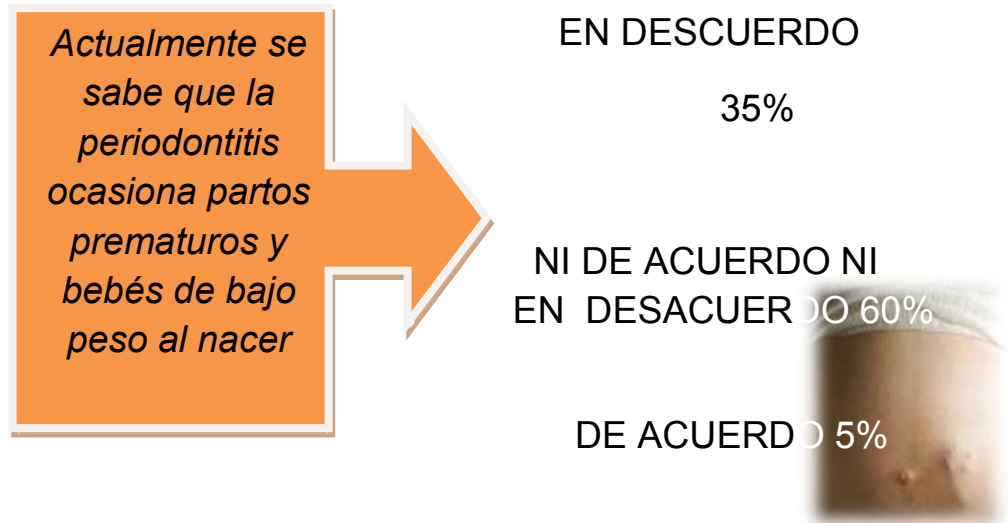 Actualmente se
sabe que la
periodontitis
ocasiona partos
prematuros y
bebés de bajo
peso al nacer
EN DESCUERDO
35%
NI DE ACUERDO NI
EN  DESACUERDO 60%
DE ACUERDO 5%